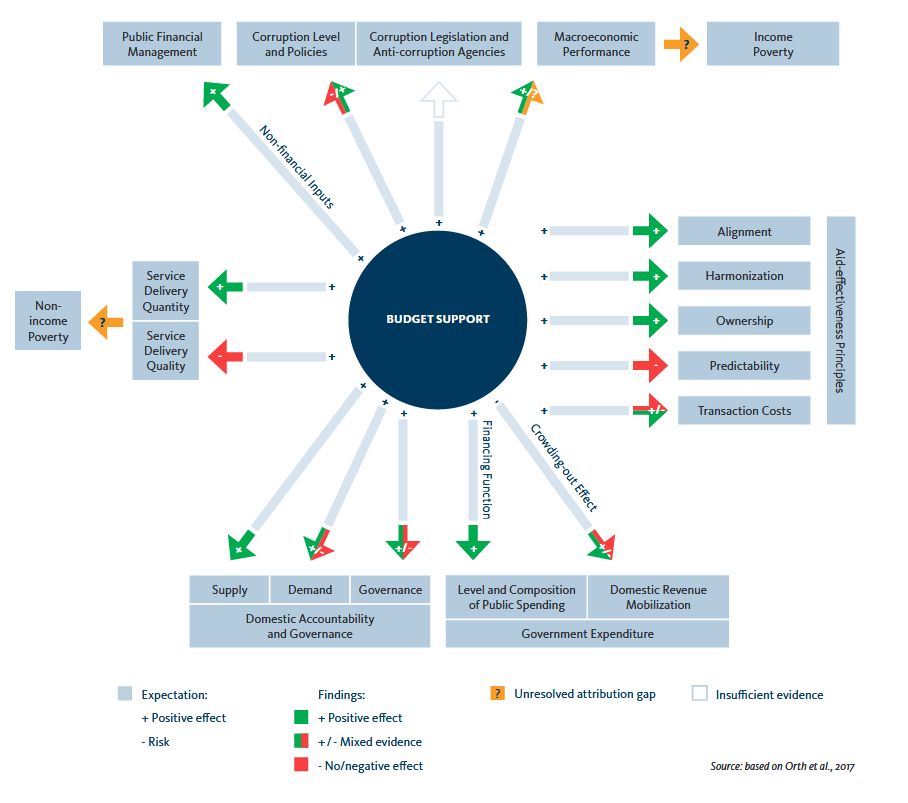 Public Financial
Management
Corruption Level
and Policies
Corruption Legislation and
Anti-corruption Agencies
Macroeconomic
Performance
?
Income
Poverty
+
-/+
+/?
Non-financial Inputs
+
+
+
+
+
+
Alignment
+
+
Harmonization
+
+
Ownership
+
-
Predictability
+
+/-
Transaction Costs
Aid-effectiveness Principles
BUDGET SUPPORT
Non-
income
Poverty
?
Service
Delivery
Quantity
+
+
Service
Delivery
Quality
-
+
+
+
+
+
-
Financing Function
Crowding-out Effect
+
+/-
+/-
+
+/-
Supply
Demand
Governance
Domestic Accountability
and Governance
Level and Composition
of Public Spending
Domestic Revenue
Mobilization
Government Expenditure
Expectation:
+ Positive effect
- Risk
Findings:
+ Positive effect
+/- Mixed evidence
- No/negative effect
? Unresolved attribution gap
Insufficient evidence
Source: based on Orth et al., 2017